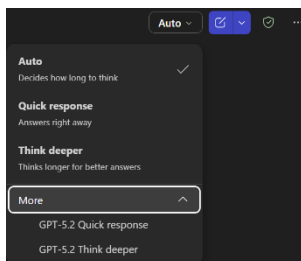 Auto
Auto
Decides how long to think
Quick response
Answers right away
Think deeper
Thinks longer for better answers
More
GPT-5.2 Quick response
GPT-5.2 Think deeper